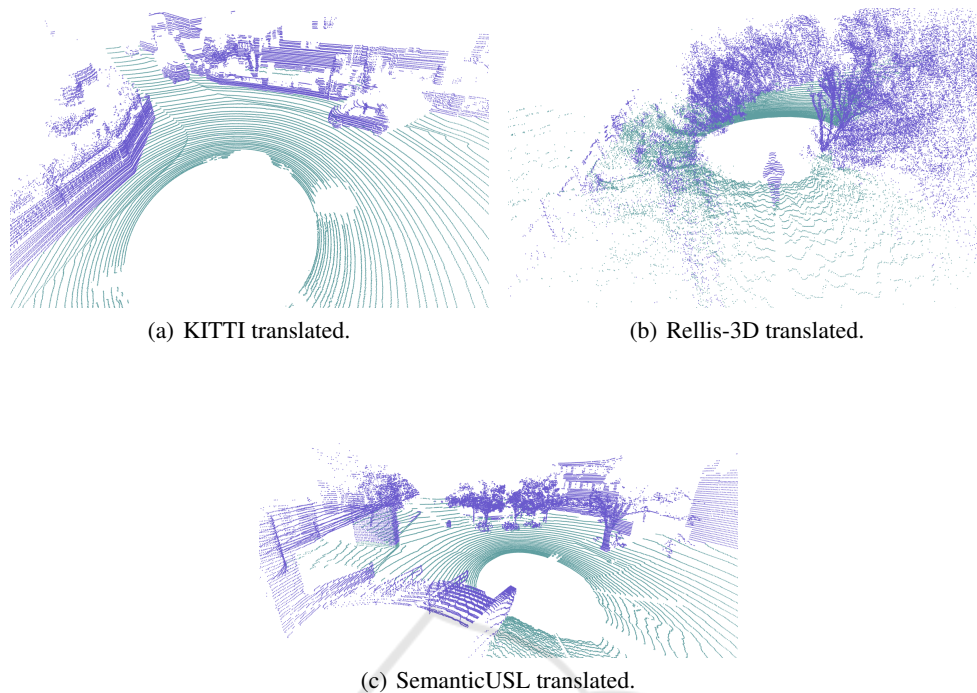 (a) KITTI translated.
(b) Rellis-3D translated.
(c) SemanticUSL translated.